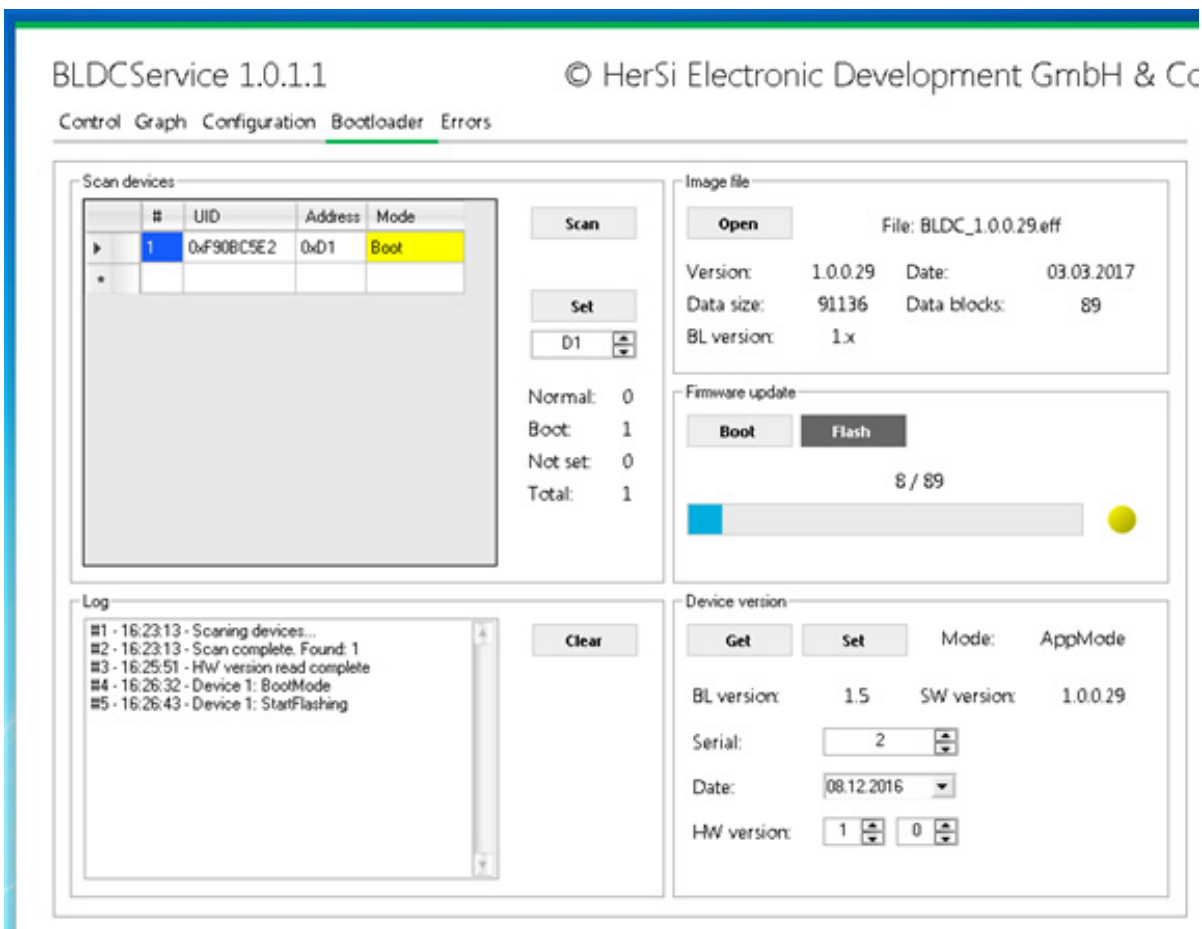 BLDCService 1.0.1.1 © HerSi Electronic Development GmbH & Co
Control Graph Configuration Bootloader Errors
Scan devices
# UID Address Mode
1 0xF90BC5E2 0xD1 Boot
*
Scan
Set
D1
Normal: 0
Boot: 1
Not set: 0
Total: 1
Image file
Open File: BLDC_1.0.0.29.eff
Version: 1.0.0.29 Date: 03.03.2017
Data size: 91136 Data blocks: 89
BL version: 1.x
Firmware update
Boot Flash
8 / 89
Log
#1 - 16:23:13 - Scaning devices...
#2 - 16:23:13 - Scan complete. Found: 1
#3 - 16:25:51 - HW version read complete
#4 - 16:26:32 - Device 1: BootMode
#5 - 16:26:43 - Device 1: StartFlashing
Clear
Device version
Get Set Mode: AppMode
BL version: 1.5 SW version: 1.0.0.29
Serial: 2
Date: 08.12.2016
HW version: 1 0